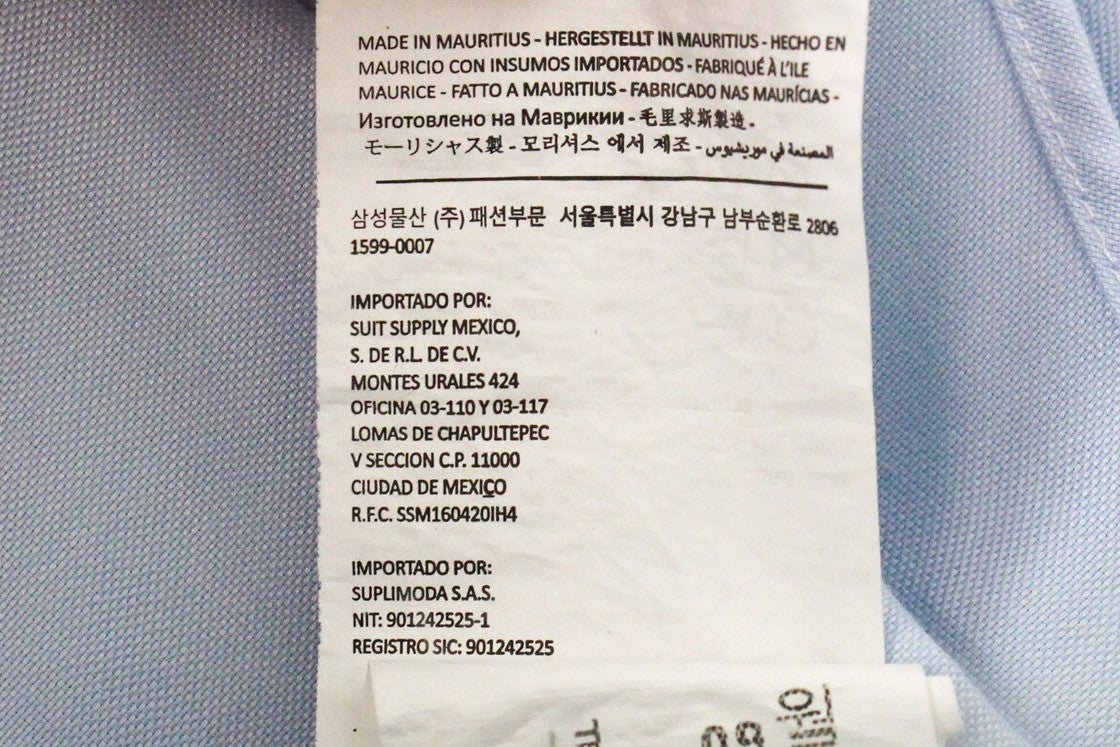 MADE IN MAURITIUS - HERGESTELLT IN MAURITIUS - HECHO EN
MAURICIO CON INSUMOS IMPORTADOS - FABRIQUÉ À L'ILE
MAURICE - FATTO A MAURITIUS - FABRICADO NAS MAURÍCIAS -
Изготовлено на Маврикии - 毛里求斯製造 -
モーリシャス製 - 모리셔스 에서 제조 - المصنعة في موريشيوس
삼성물산 (주) 패션부문 서울특별시 강남구 남부순환로 2806
1599-0007
IMPORTADO POR:
SUIT SUPPLY MEXICO,
S. DE R.L. DE C.V.
MONTES URALES 424
OFICINA 03-110 Y 03-117
LOMAS DE CHAPULTEPEC
V SECCION C.P. 11000
CIUDAD DE MEXICO
R.F.C. SSM160420IH4
IMPORTADO POR:
SUPLIMODA S.A.S.
NIT: 901242525-1
REGISTRO SIC: 901242525